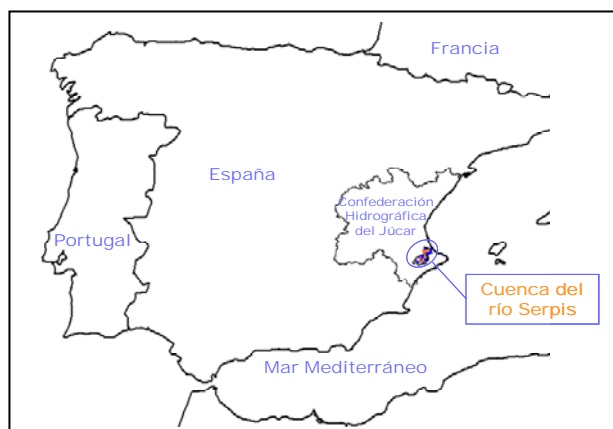 Francia
España
Confederación
Hidrográfica
del Júcar
Portugal
Cuenca del
río Serpis
Mar Mediterráneo